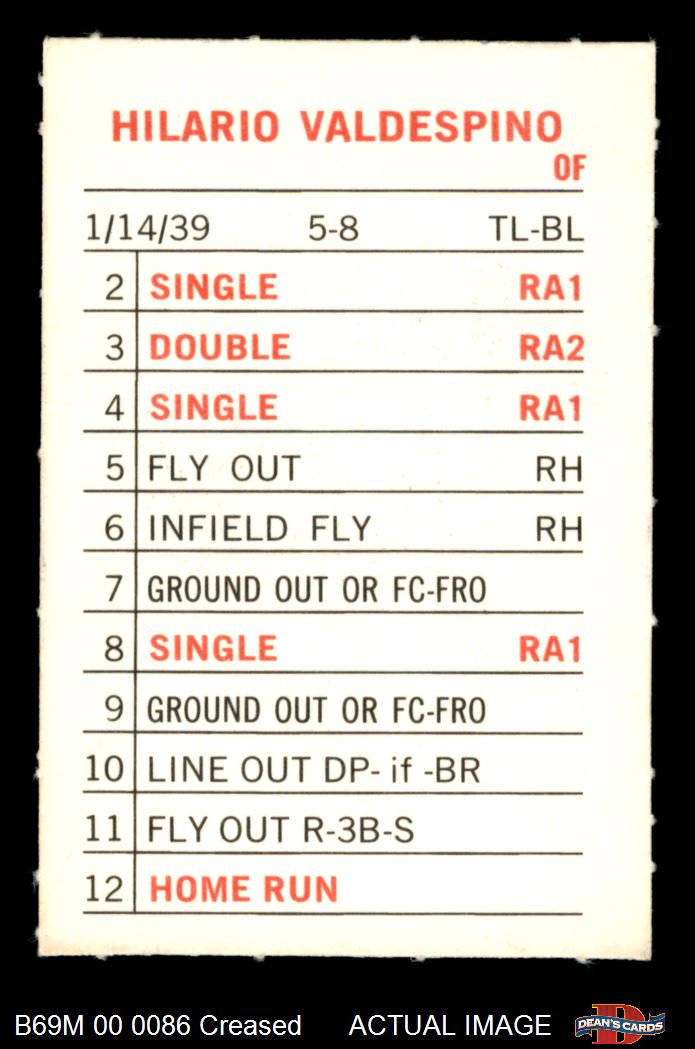 HILARIO VALDESPINO
OF
1/14/39 5-8 TL-BL
2 SINGLE RA1
3 DOUBLE RA2
4 SINGLE RA1
5 FLY OUT RH
6 INFIELD FLY RH
7 GROUND OUT OR FC-FRO
8 SINGLE RA1
9 GROUND OUT OR FC-FRO
10 LINE OUT DP- if -BR
11 FLY OUT R-3B-S
12 HOME RUN
B69M 00 0086 Creased ACTUAL IMAGE D DEAN'S CARDS